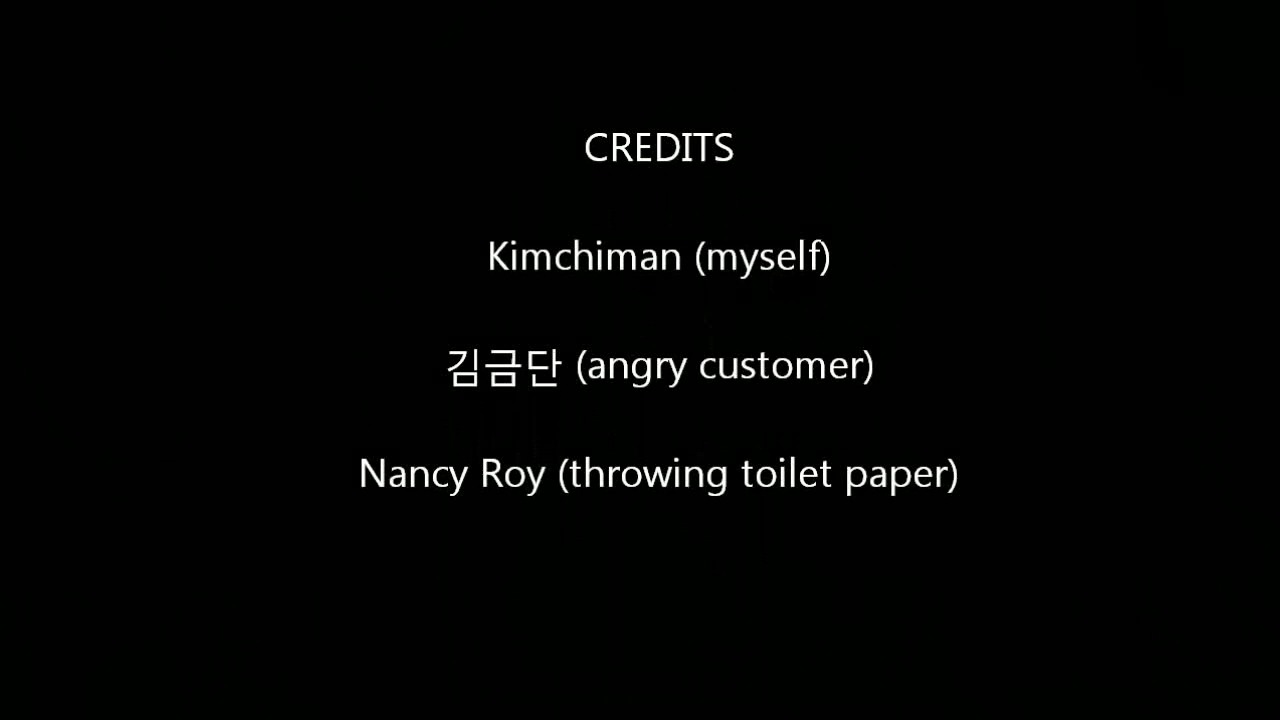 CREDITS
Kimchiman (myself)
김금단 (angry customer)
Nancy Roy (throwing toilet paper)